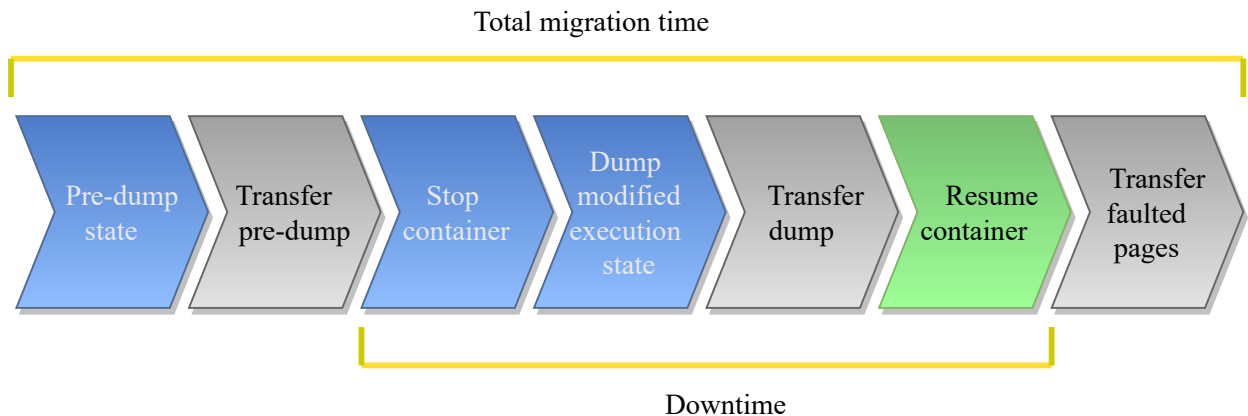 Total migration time
Pre-dump
state
Transfer
pre-dump
Stop
container
Dump
modified
execution
state
Transfer
dump
Resume
container
Transfer
faulted
pages
Downtime